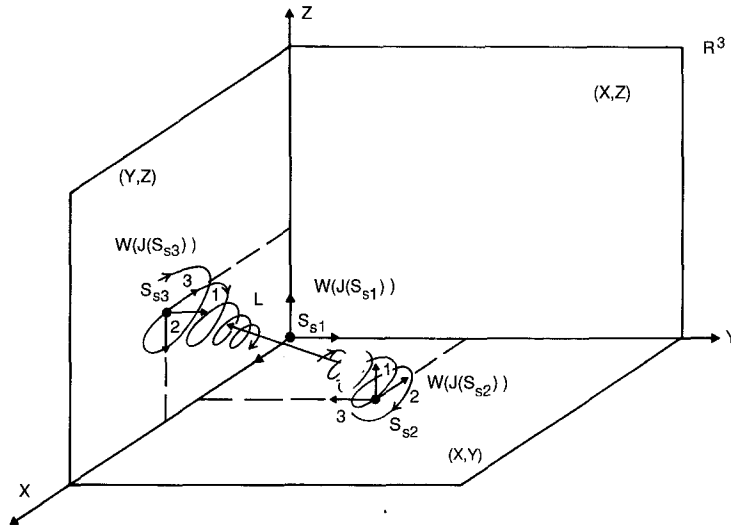 Z
R³
(X,Z)
(Y,Z)
W(J(S_s3))
S_s3
3
1
2
L
W(J(S_s1))
S_s1
Y
1
W(J(S_s2))
2
3
S_s2
(X,Y)
X